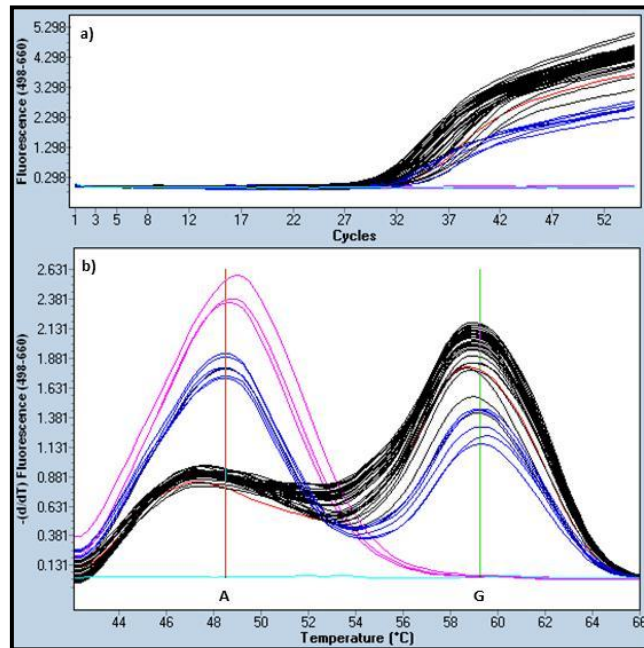 a)
Fluorescence (498-660)
5.298
4.298
3.298
2.298
1.298
0.298
1 3 5 8 12 17 22 27 32 37 42 47 52
Cycles
b)
-(d/dT) Fluorescence (498-660)
2.631
2.381
2.131
1.881
1.631
1.381
1.131
0.881
0.631
0.381
0.131
A G
44 46 48 50 52 54 56 58 60 62 64 66
Temperature (°C)